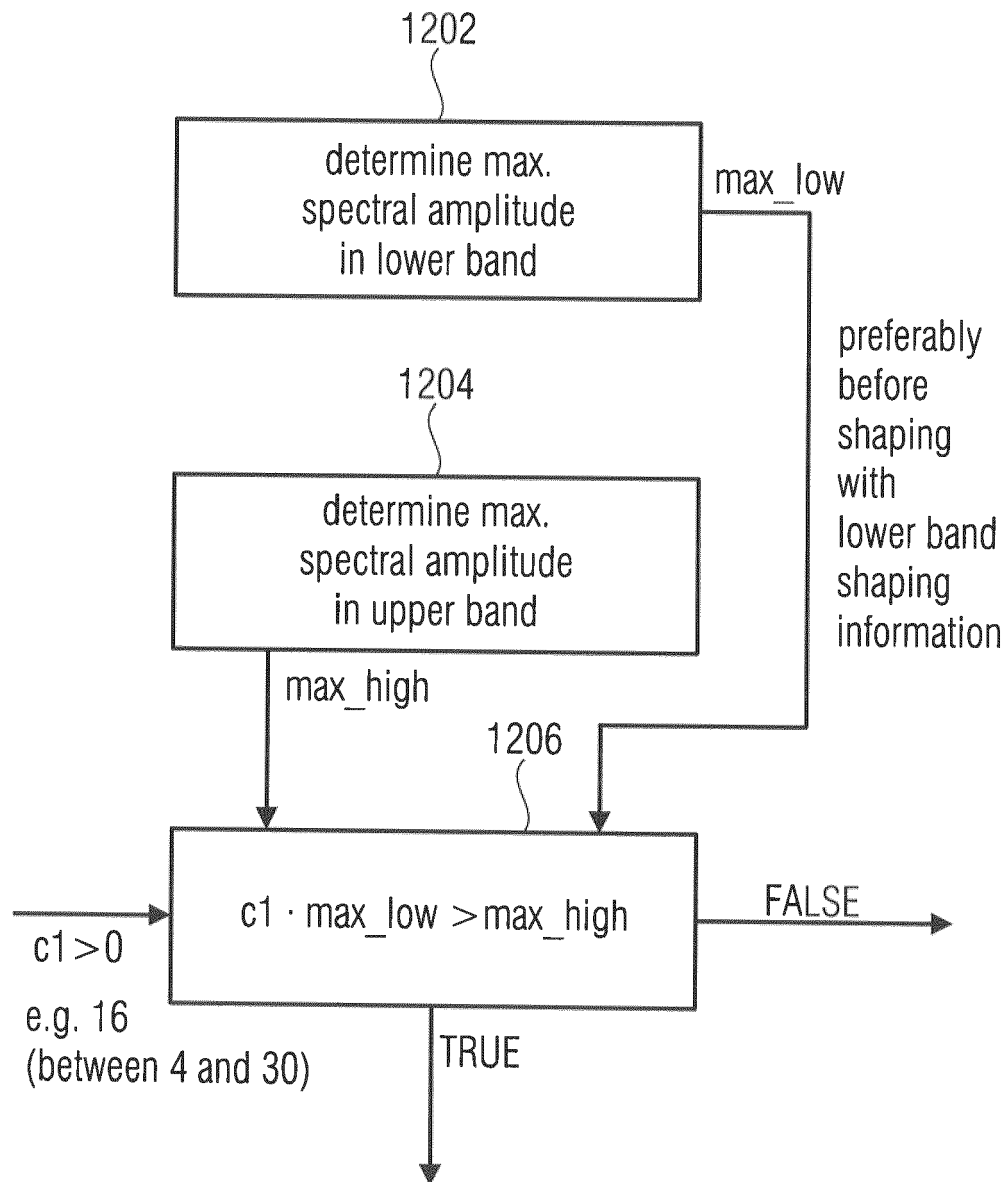 1202
determine max.
spectral amplitude
in lower band
max_low
preferably
before
shaping
with
lower band
shaping
information
1204
determine max.
spectral amplitude
in upper band
max_high
1206
c1 · max_low >max_high
c1>0
e.g. 16
(between 4 and 30)
FALSE
TRUE